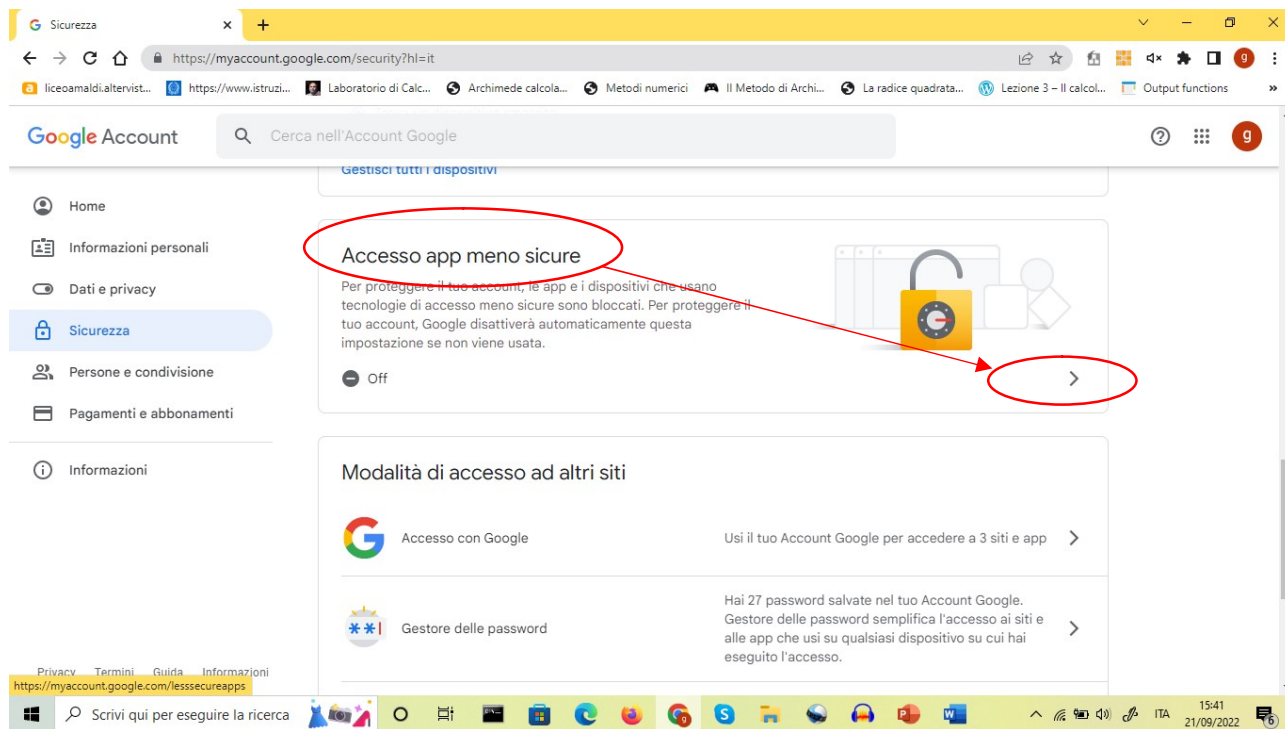 G Sicurezza
https://myaccount.google.com/security?hl=it
g
liceoamaldi.altervist...
https://www.istruzi...
Laboratorio di Calc...
Archimede calcola...
Metodi numerici
Il Metodo di Archi...
La radice quadrata...
Lezione 3 – Il calcol...
Output functions
»
Google Account
Cerca nell'Account Google
g
Gestisci tutti i dispositivi
Home
Informazioni personali
Dati e privacy
Sicurezza
Persone e condivisione
Pagamenti e abbonamenti
Informazioni
Accesso app meno sicure
Per proteggere il tuo account, le app e i dispositivi che usano
tecnologie di accesso meno sicure sono bloccati. Per proteggere il
tuo account, Google disattiverà automaticamente questa
impostazione se non viene usata.
Off
Modalità di accesso ad altri siti
Accesso con Google
Usi il tuo Account Google per accedere a 3 siti e app
Gestore delle password
Hai 27 password salvate nel tuo Account Google.
Gestore delle password semplifica l'accesso ai siti e
alle app che usi su qualsiasi dispositivo su cui hai
eseguito l'accesso.
Privacy Termini Guida Informazioni
https://myaccount.google.com/lesssecureapps
Scrivi qui per eseguire la ricerca
ITA
15:41
21/09/2022
6